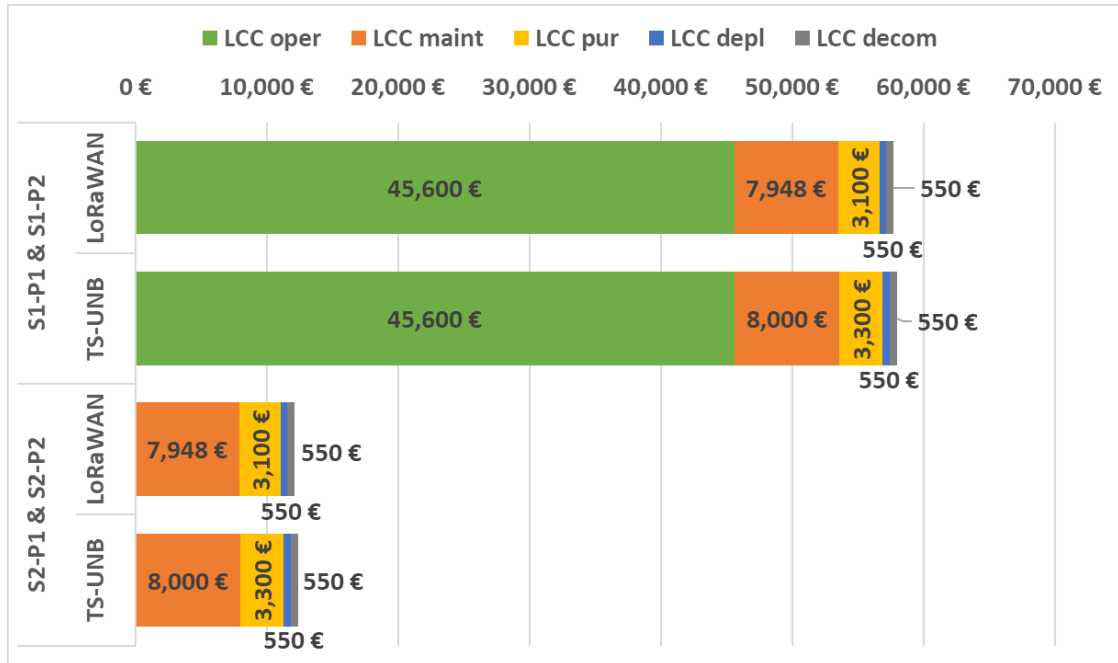 LCC oper LCC maint LCC pur LCC depl LCC decom
0 € 10,000 € 20,000 € 30,000 € 40,000 € 50,000 € 60,000 € 70,000 €
S1-P1 & S1-P2
LoRaWAN
45,600 € 7,948 € 3,100 € 550 €
550 €
TS-UNB
45,600 € 8,000 € 3,300 € 550 €
550 €
S2-P1 & S2-P2
LoRaWAN
7,948 € 3,100 € 550 €
550 €
TS-UNB
8,000 € 3,300 € 550 €
550 €